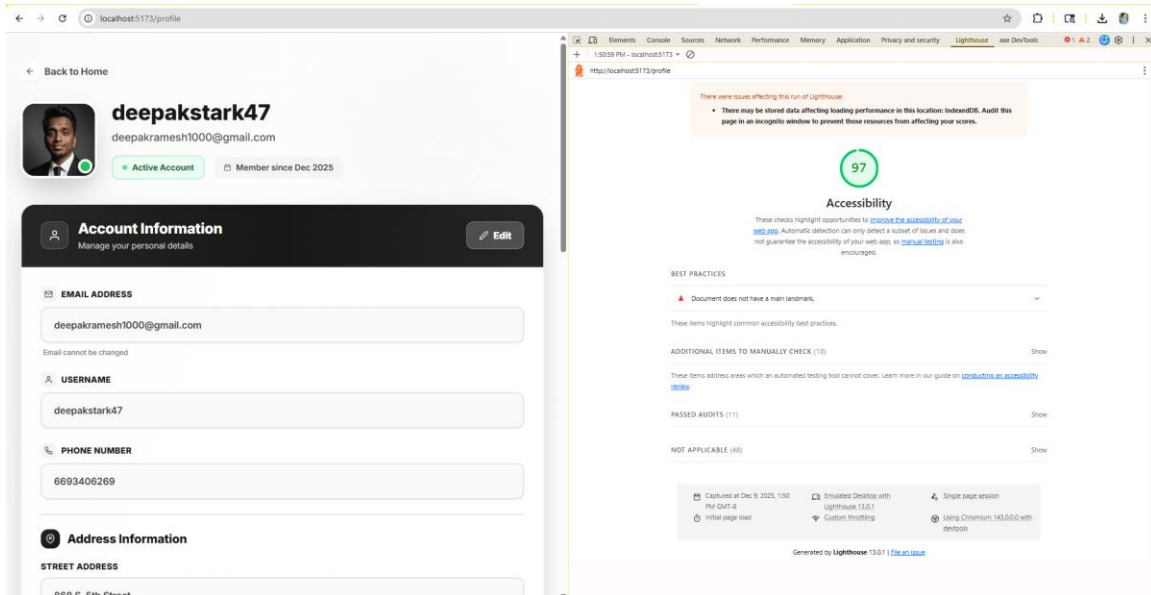 localhost:5173/profile
Back to Home
deepakstark47
deepakramesh1000@gmail.com
Active Account
Member since Dec 2025
Account Information
Manage your personal details
Edit
EMAIL ADDRESS
deepakramesh1000@gmail.com
Email cannot be changed
USERNAME
deepakstark47
PHONE NUMBER
6693406269
Address Information
STREET ADDRESS
868 S. 5th Street
Elements Console Sources Network Performance Memory Application Privacy and security Lighthouse axe DevTools 1 2
1:50:59 PM - localhost:5173
http://localhost:5173/profile
There were issues affecting this run of Lighthouse:
• There may be stored data affecting loading performance in this location: IndexedDB. Audit this
page in an incognito window to prevent those resources from affecting your scores.
97
Accessibility
These checks highlight opportunities to improve the accessibility of your
web app. Automatic detection can only detect a subset of issues and does
not guarantee the accessibility of your web app, so manual testing is also
encouraged.
BEST PRACTICES
Document does not have a main landmark.
These items highlight common accessibility best practices.
ADDITIONAL ITEMS TO MANUALLY CHECK (10) Show
These items address areas which an automated testing tool cannot cover. Learn more in our guide on conducting an accessibility
review.
PASSED AUDITS (11) Show
NOT APPLICABLE (48) Show
Captured at Dec 9, 2025, 1:50
PM GMT-8
Emulated Desktop with
Lighthouse 13.0.1
Single page session
Initial page load
Custom throttling
Using Chromium 143.0.0.0 with
devtools
Generated by Lighthouse 13.0.1 | File an issue